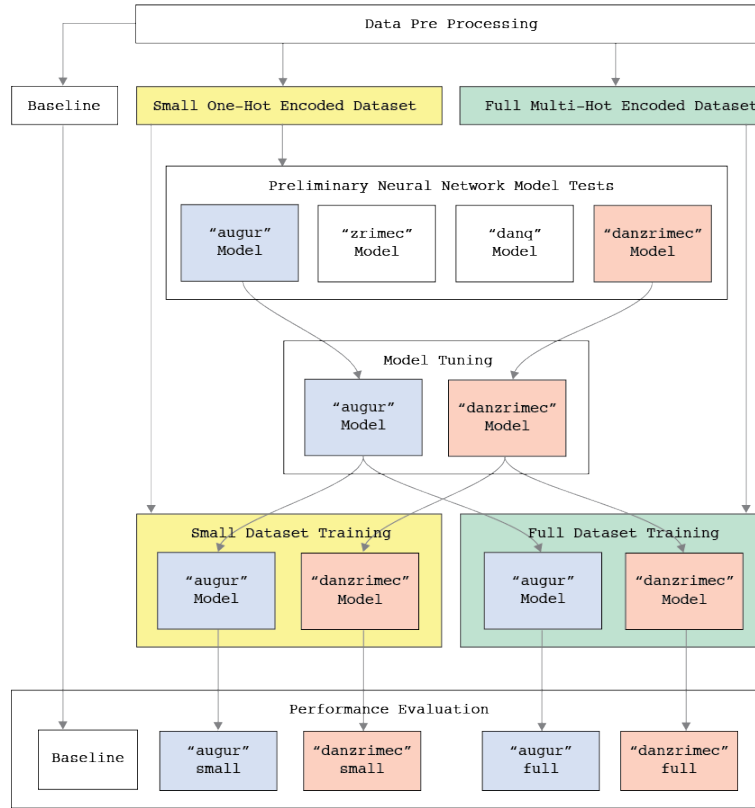 Data Pre Processing
Baseline
Small One-Hot Encoded Dataset
Full Multi-Hot Encoded Dataset
Preliminary Neural Network Model Tests
“augur”
Model
“zrimec”
Model
“danq”
Model
“danzrimec”
Model
Model Tuning
“augur”
Model
“danzrimec”
Model
Small Dataset Training
“augur”
Model
“danzrimec”
Model
Full Dataset Training
“augur”
Model
“danzrimec”
Model
Performance Evaluation
Baseline
“augur”
small
“danzrimec”
small
“augur”
full
“danzrimec”
full